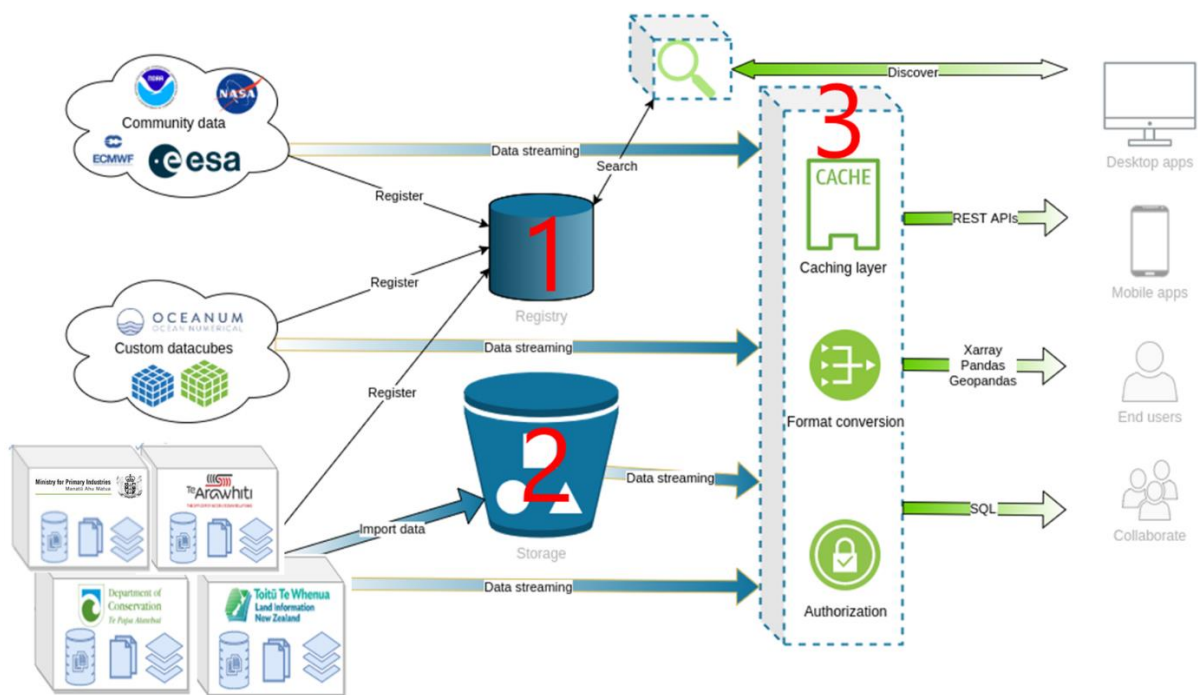 NOAA
NASA
Community data
ECMWF
esa
Data streaming
Discover
Search
Register
1
Registry
3
CACHE
Caching layer
REST APIs
Desktop apps
Mobile apps
OCEANUM
OCEAN NUMERICAL
Custom datacubes
Register
Data streaming
Register
Format conversion
Xarray
Pandas
Geopandas
End users
2
Storage
Data streaming
Import data
Data streaming
SQL
Collaborate
Authorization
Ministry for Primary Industries
Manatū Ahu Matua
Te Arawhiti
Department of
Conservation
Te Papa Atawhai
Toitū Te Whenua
Land Information
New Zealand